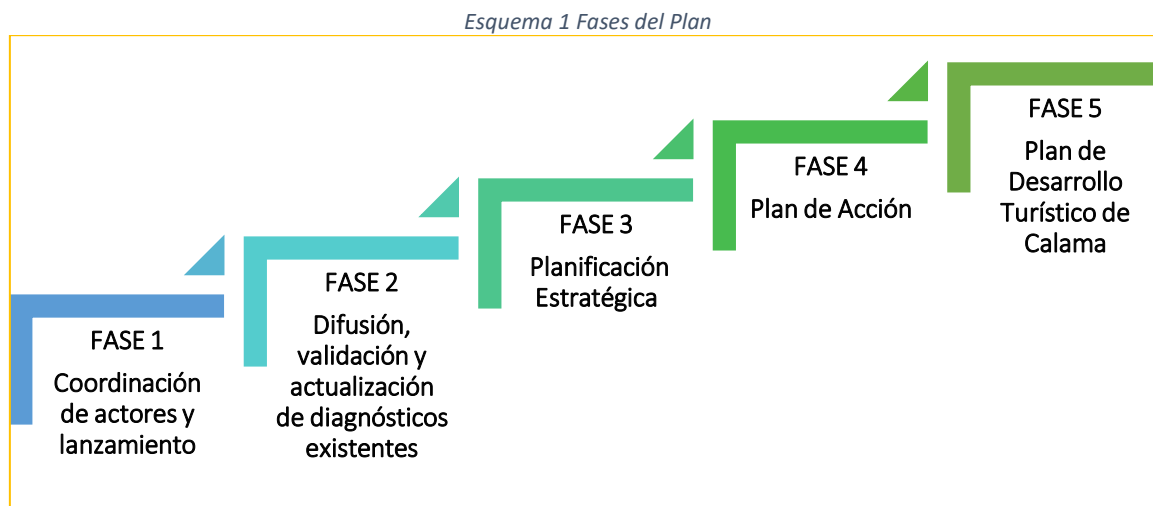 Esquema 1 Fases del Plan
FASE 1
Coordinación
de actores y
lanzamiento
FASE 2
Difusión,
validación y
actualización
de diagnósticos
existentes
FASE 3
Planificación
Estratégica
FASE 4
Plan de Acción
FASE 5
Plan de
Desarrollo
Turístico de
Calama